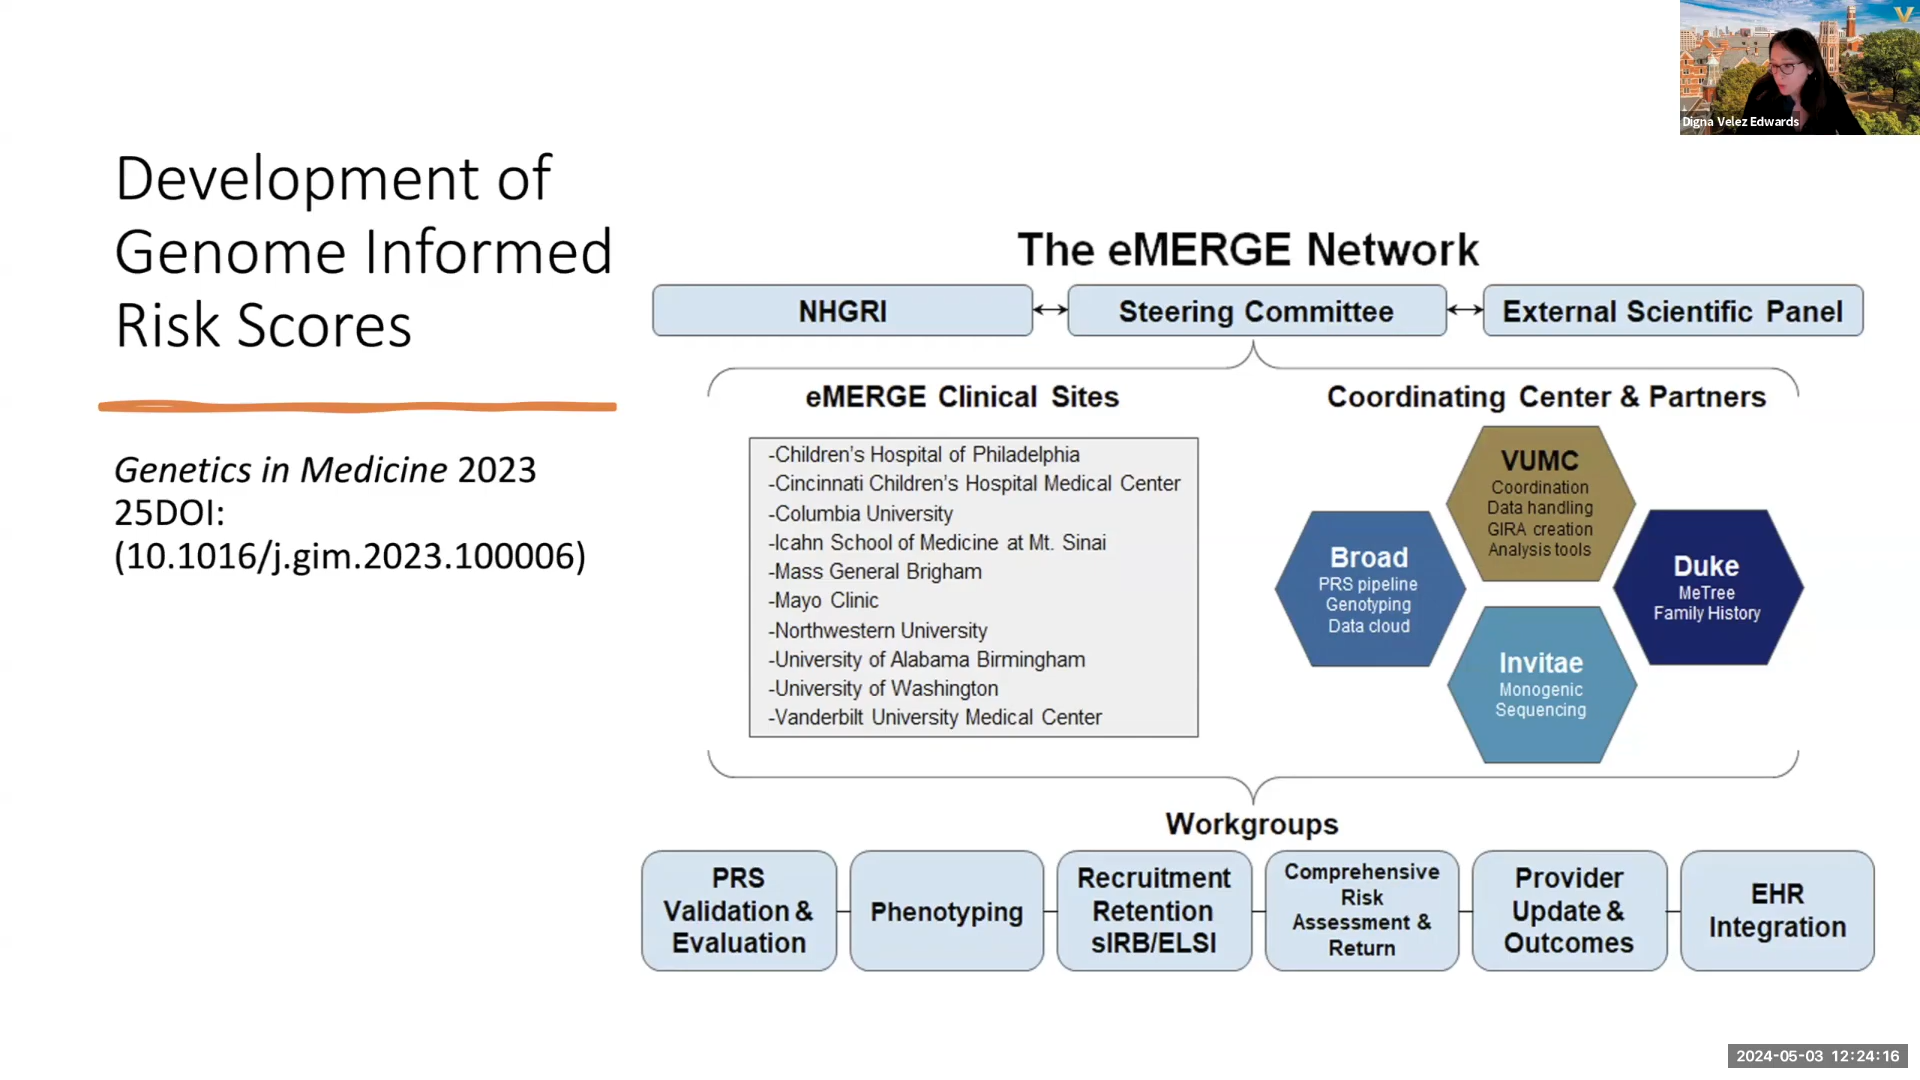 Digna Velez Edwards
Development of
Genome Informed
Risk Scores
Genetics in Medicine 2023
25DOI:
(10.1016/j.gim.2023.100006)
The eMERGE Network
NHGRI
Steering Committee
External Scientific Panel
eMERGE Clinical Sites
-Children's Hospital of Philadelphia
-Cincinnati Children's Hospital Medical Center
-Columbia University
-Icahn School of Medicine at Mt. Sinai
-Mass General Brigham
-Mayo Clinic
-Northwestern University
-University of Alabama Birmingham
-University of Washington
-Vanderbilt University Medical Center
Coordinating Center & Partners
VUMC
Coordination
Data handling
GIRA creation
Analysis tools
Broad
PRS pipeline
Genotyping
Data cloud
Duke
MeTree
Family History
Invitae
Monogenic
Sequencing
Workgroups
PRS
Validation &
Evaluation
Phenotyping
Recruitment
Retention
sIRB/ELSI
Comprehensive
Risk
Assessment &
Return
Provider
Update &
Outcomes
EHR
Integration
2024-05-03 12:24:16